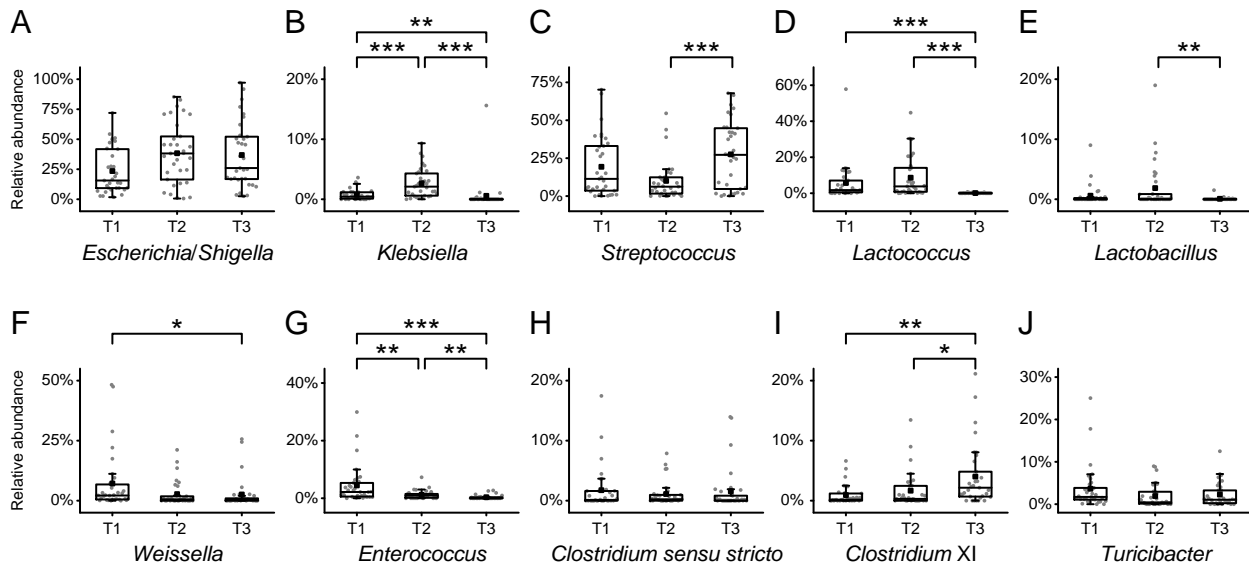 A B C D E
** *** ***
*** *** *** *** **
Relative abundance
100%
75%
50%
25%
0%
20%
10%
0%
75%
50%
25%
0%
60%
40%
20%
0%
20%
10%
0%
T1 T2 T3 T1 T2 T3 T1 T2 T3 T1 T2 T3 T1 T2 T3
Escherichia/Shigella Klebsiella Streptococcus Lactococcus Lactobacillus
F G H I J
* *** **
** ** *
Relative abundance
50%
25%
0%
40%
20%
0%
20%
10%
0%
20%
10%
0%
30%
20%
10%
0%
T1 T2 T3 T1 T2 T3 T1 T2 T3 T1 T2 T3 T1 T2 T3
Weissella Enterococcus Clostridium sensu stricto Clostridium XI Turicibacter